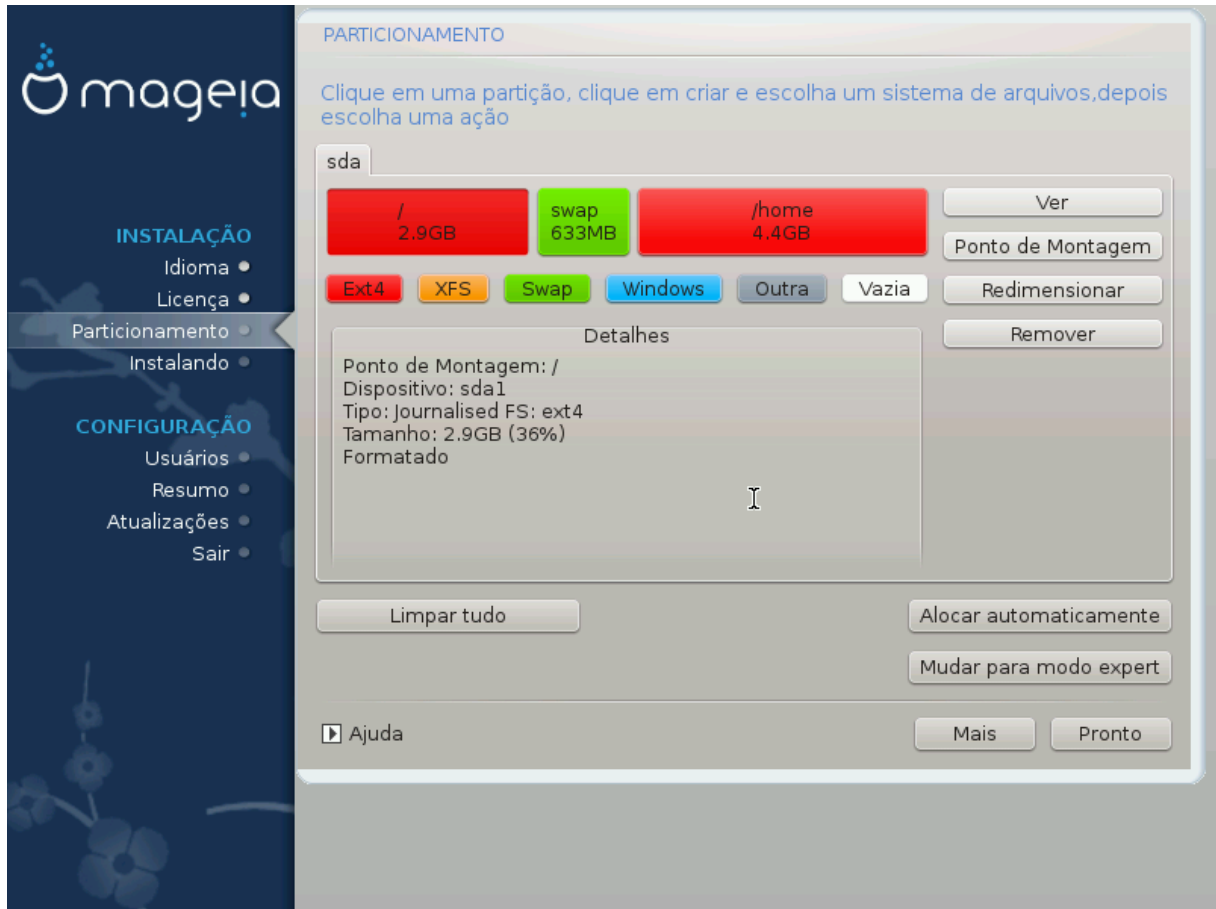 mageia
INSTALAÇÃO
Idioma
Licença
Particionamento
Instalando
CONFIGURAÇÃO
Usuários
Resumo
Atualizações
Sair
PARTICIONAMENTO
Clique em uma partição, clique em criar e escolha um sistema de arquivos,depois
escolha uma ação
sda
/
2.9GB
swap
633MB
/home
4.4GB
Ext4 XFS Swap Windows Outra Vazia
Ver
Ponto de Montagem
Redimensionar
Remover
Detalhes
Ponto de Montagem: /
Dispositivo: sda1
Tipo: Journalised FS: ext4
Tamanho: 2.9GB (36%)
Formatado
Limpar tudo
Alocar automaticamente
Mudar para modo expert
Ajuda
Mais
Pronto